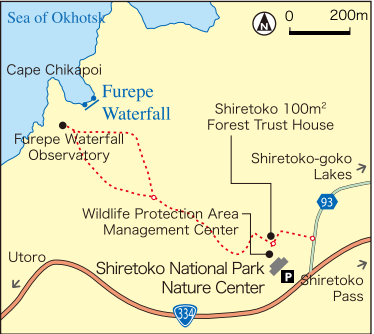 Sea of Okhotsk
N
0 200m
Cape Chikapoi
Furepe
Waterfall
Shiretoko 100m²
Forest Trust House
Furepe Waterfall
Observatory
Shiretoko-goko
Lakes
93
Wildlife Protection Area
Management Center
Utoro
Shiretoko National Park
Nature Center
P
Shiretoko
Pass
334